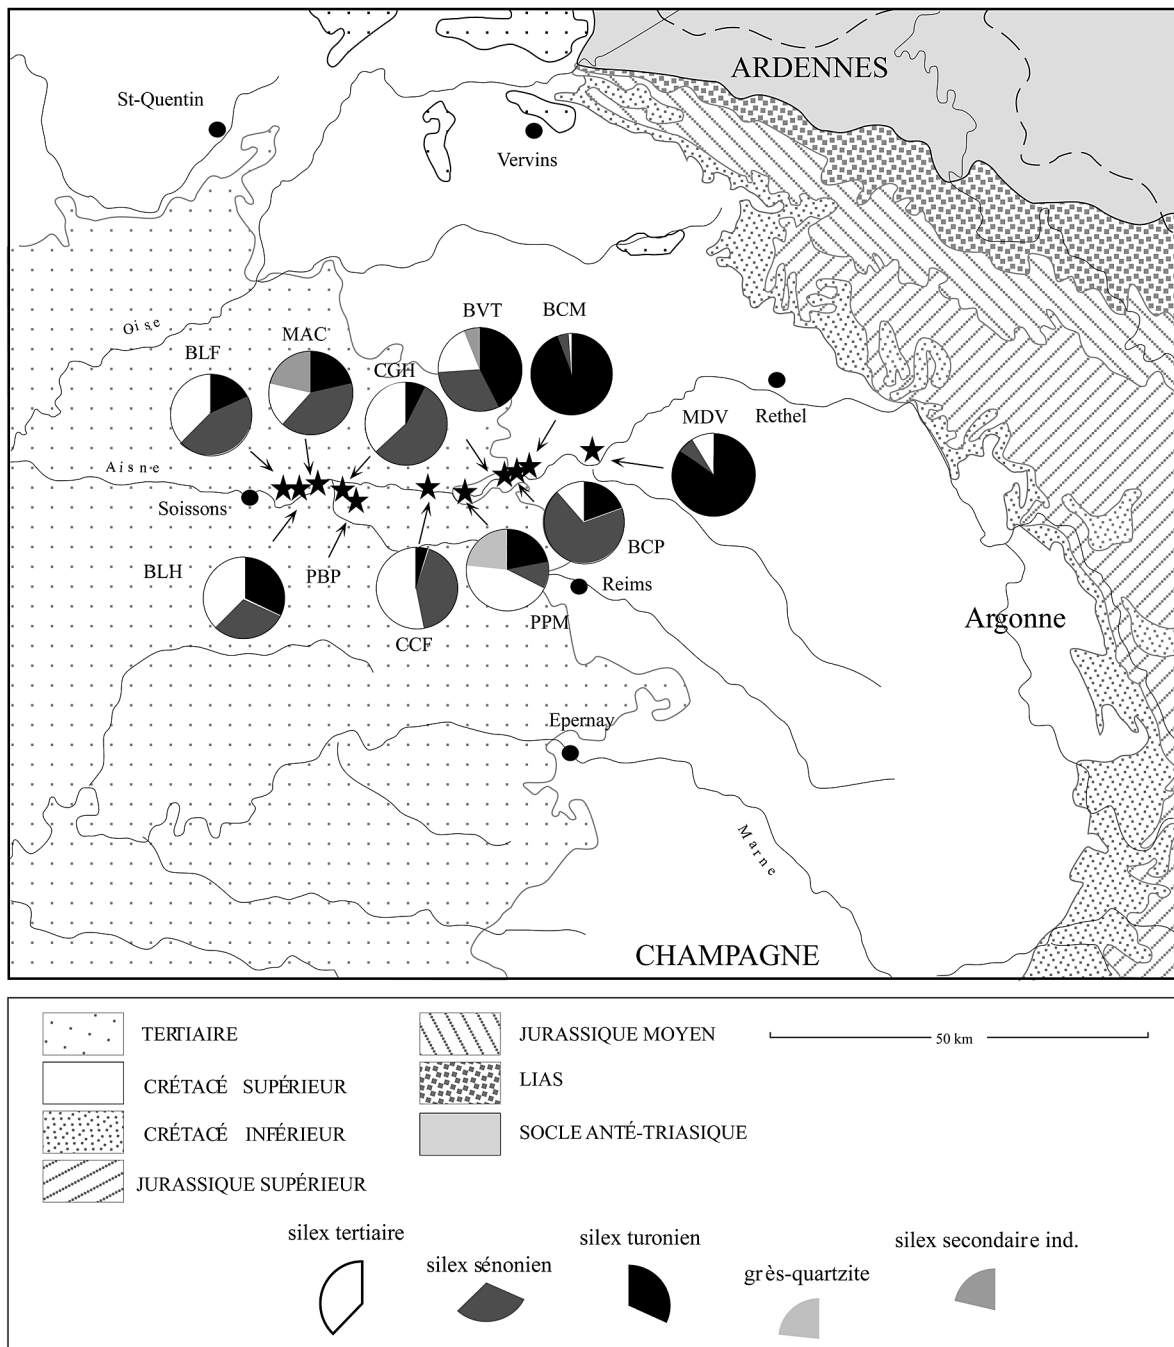 ARDENNES
St-Quentin
Vervins
Oise
BVT
BCM
MAC
BLF
CGH
Rethel
MDV
Aisne
Soissons
BCP
BLH
PBP
Reims
PPM
CCF
Argonne
Epernay
Marne
CHAMPAGNE
TERTIAIRE
JURASSIQUE MOYEN
50 km
CRÉTACÉ SUPÉRIEUR
LIAS
CRÉTACÉ INFÉRIEUR
SOCLE ANTÉ-TRIASIQUE
JURASSIQUE SUPÉRIEUR
silex tertiaire
silex sénonien
silex turonien
grès-quartzite
silex secondaire ind.